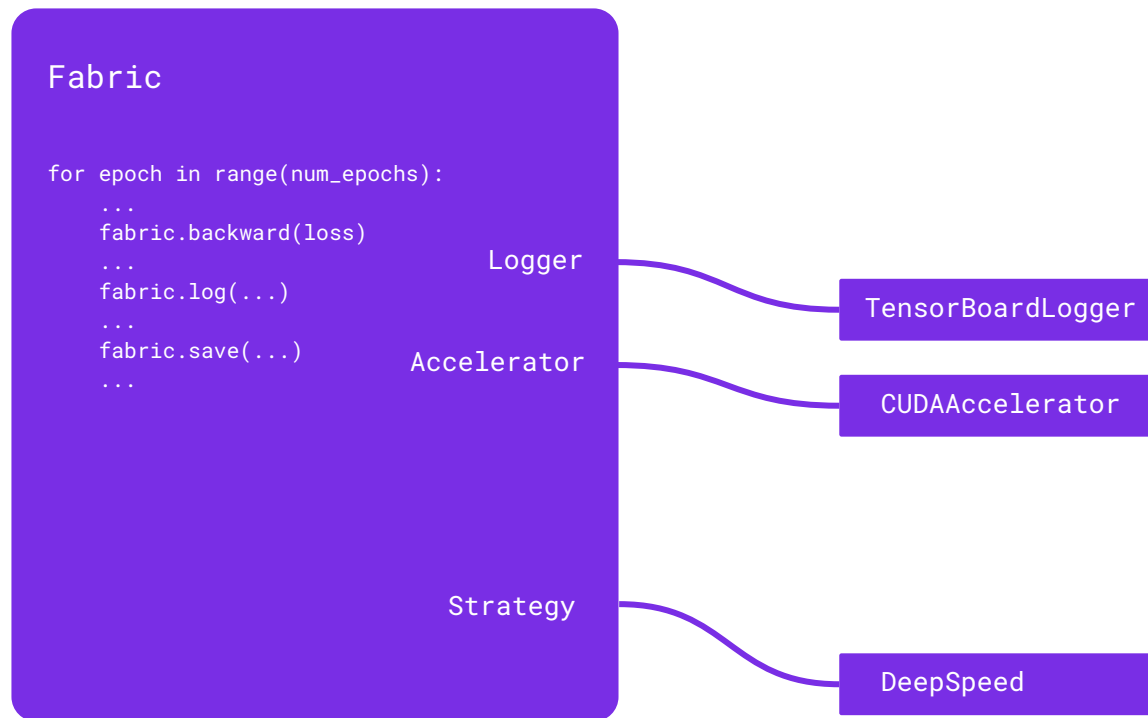 Fabric
for epoch in range(num_epochs):
    ...
    fabric.backward(loss)
    ...
    fabric.log(...)
    ...
    fabric.save(...)
    ...
Logger
TensorBoardLogger
Accelerator
CUDAAccelerator
Strategy
DeepSpeed